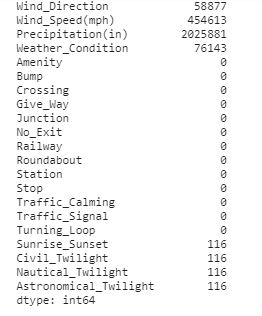 Wind_Direction 58877
Wind_Speed(mph) 454613
Precipitation(in) 2025881
Weather_Condition 76143
Amenity 0
Bump 0
Crossing 0
Give_Way 0
Junction 0
No_Exit 0
Railway 0
Roundabout 0
Station 0
Stop 0
Traffic_Calming 0
Traffic_Signal 0
Turning_Loop 0
Sunrise_Sunset 116
Civil_Twilight 116
Nautical_Twilight 116
Astronomical_Twilight 116
dtype: int64